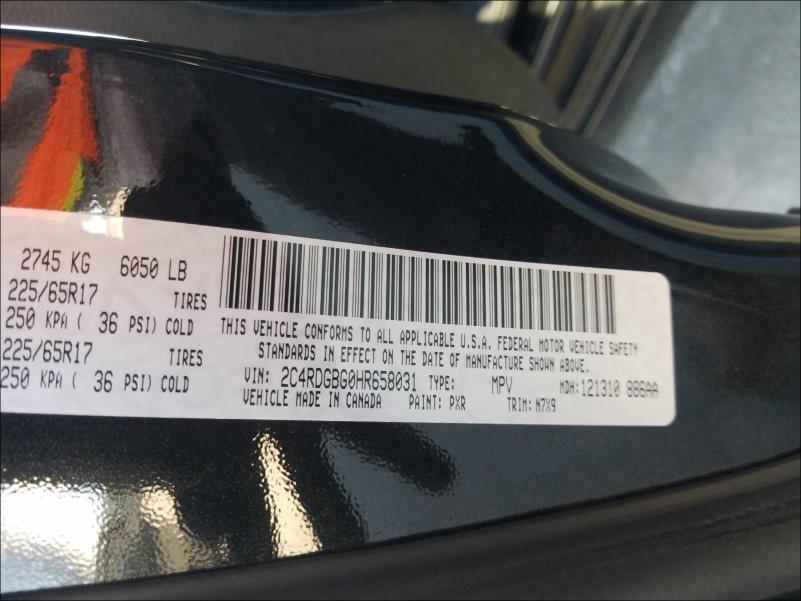 2745 KG 6050 LB
225/65R17 TIRES
250 KPA ( 36 PSI) COLD
225/65R17 TIRES
250 KPA ( 36 PSI) COLD
THIS VEHICLE CONFORMS TO ALL APPLICABLE U.S.A. FEDERAL MOTOR VEHICLE SAFETY
STANDARDS IN EFFECT ON THE DATE OF MANUFACTURE SHOWN ABOVE.
VIN: 2C4RDGBG0HR658031 TYPE: MPV MDH:121310 886AA
VEHICLE MADE IN CANADA PAINT: PXR TRIM: N7X9